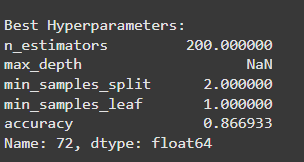 Best Hyperparameters:
n_estimators 200.000000
max_depth NaN
min_samples_split 2.000000
min_samples_leaf 1.000000
accuracy 0.866933
Name: 72, dtype: float64